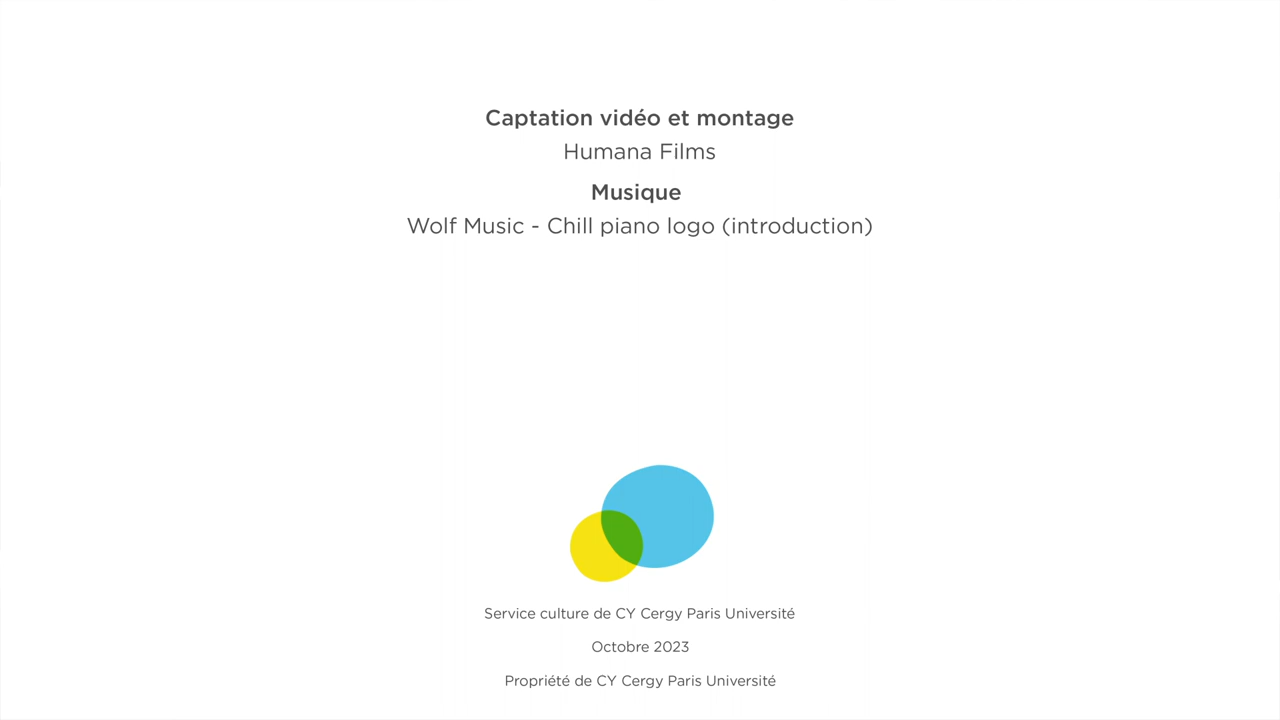 Captation vidéo et montage
Humana Films
Musique
Wolf Music - Chill piano logo (introduction)
Service culture de CY Cergy Paris Université
Octobre 2023
Propriété de CY Cergy Paris Université